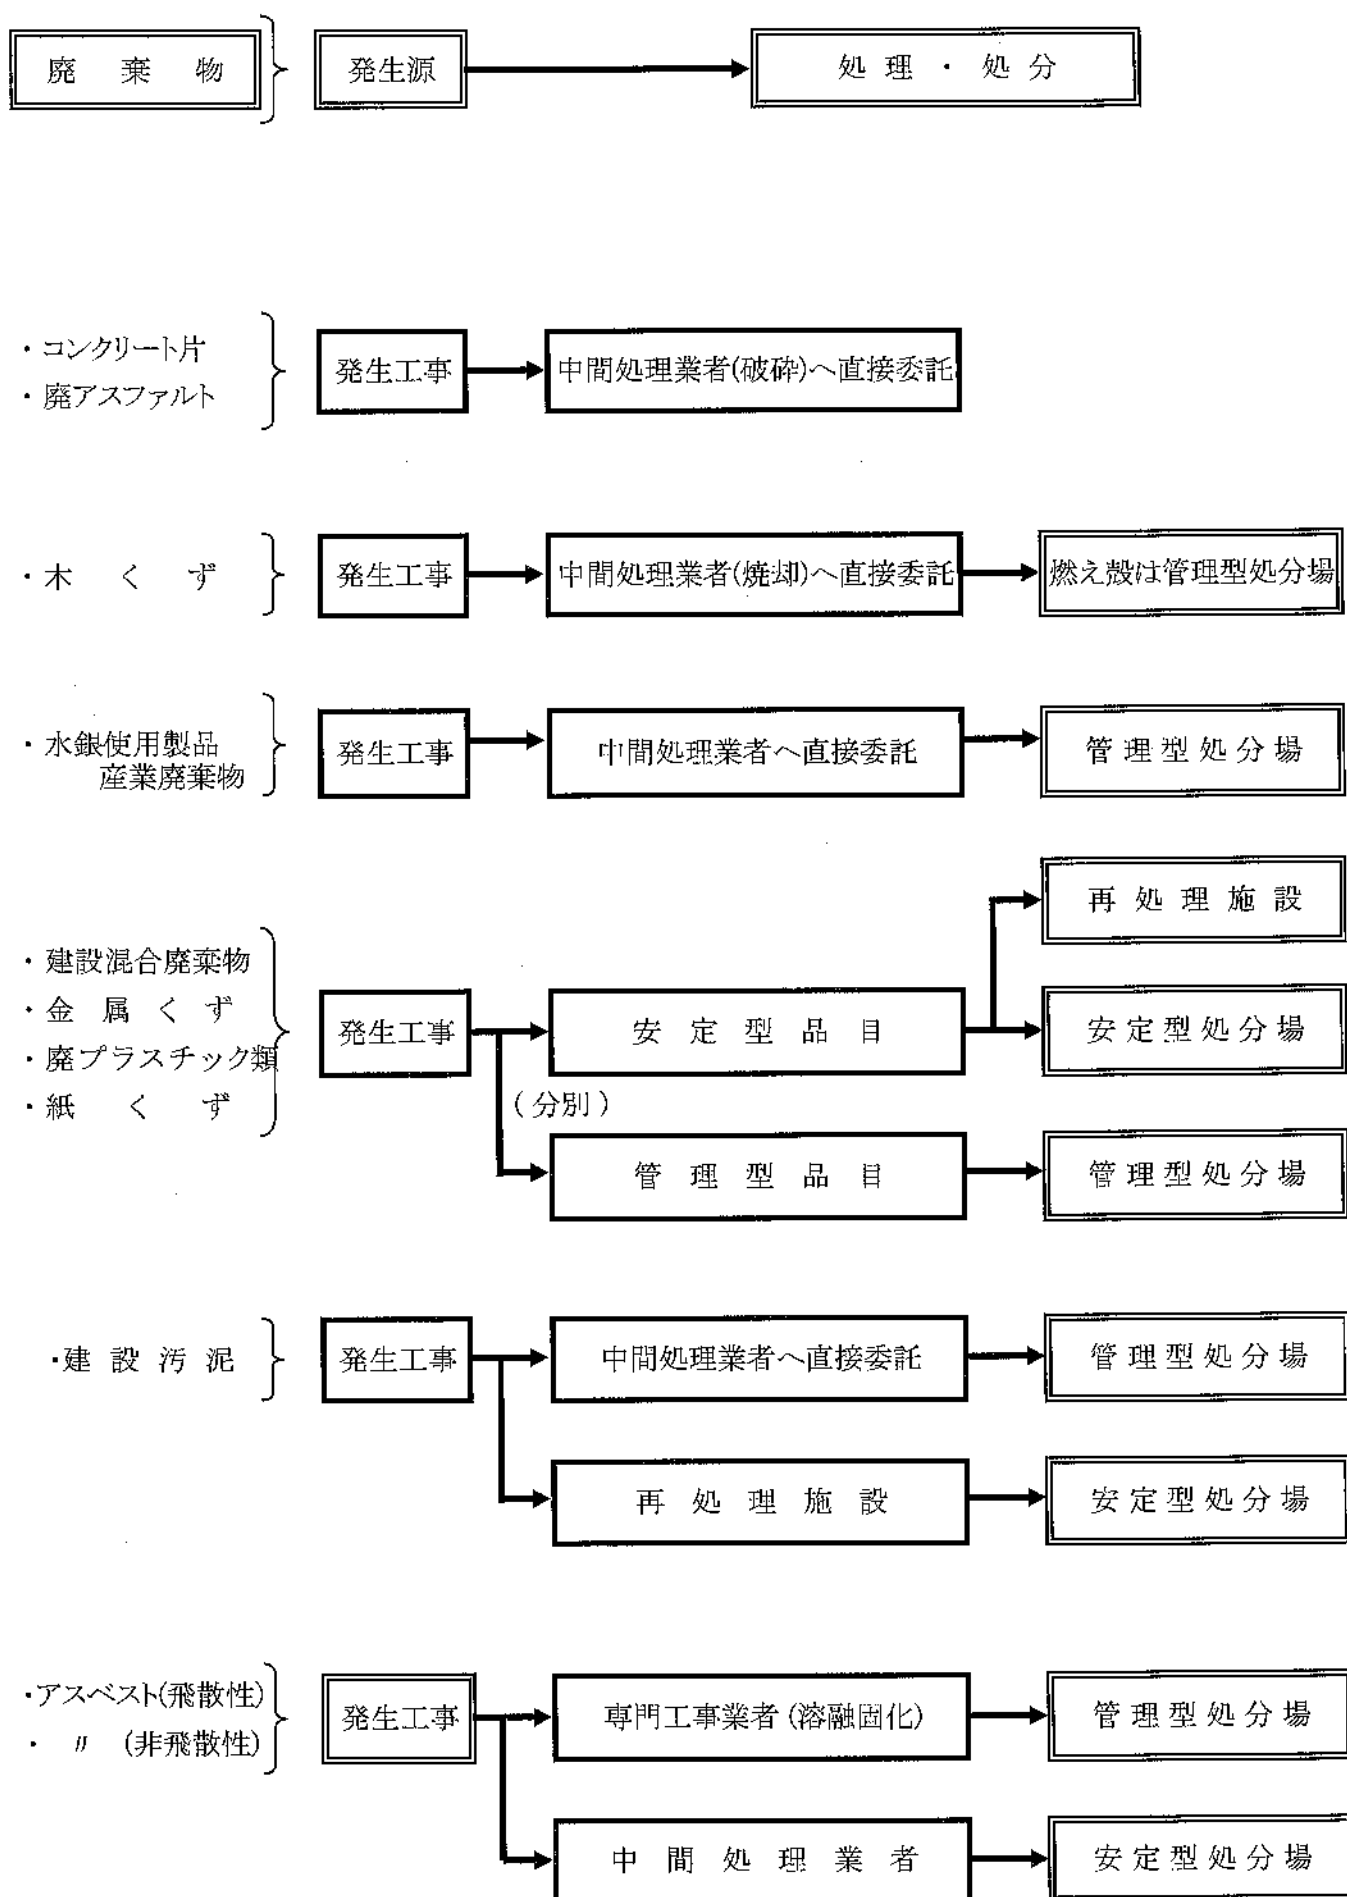 廃棄物 発生源 処理・処分
・コンクリート片
・廃アスファルト
発生工事 中間処理業者(破砕)へ直接委託
・木くず 発生工事 中間処理業者(焼却)へ直接委託 燃え殻は管理型処分場
・水銀使用製品
産業廃棄物
発生工事 中間処理業者へ直接委託 管理型処分場
再処理施設
・建設混合廃棄物
・金属くず
・廃プラスチック類
・紙くず
発生工事 安定型品目 安定型処分場
(分別)
管理型品目 管理型処分場
・建設汚泥 発生工事 中間処理業者へ直接委託 管理型処分場
再処理施設 安定型処分場
・アスベスト(飛散性)
・〃(非飛散性)
発生工事 専門工事業者(溶融固化) 管理型処分場
中間処理業者 安定型処分場